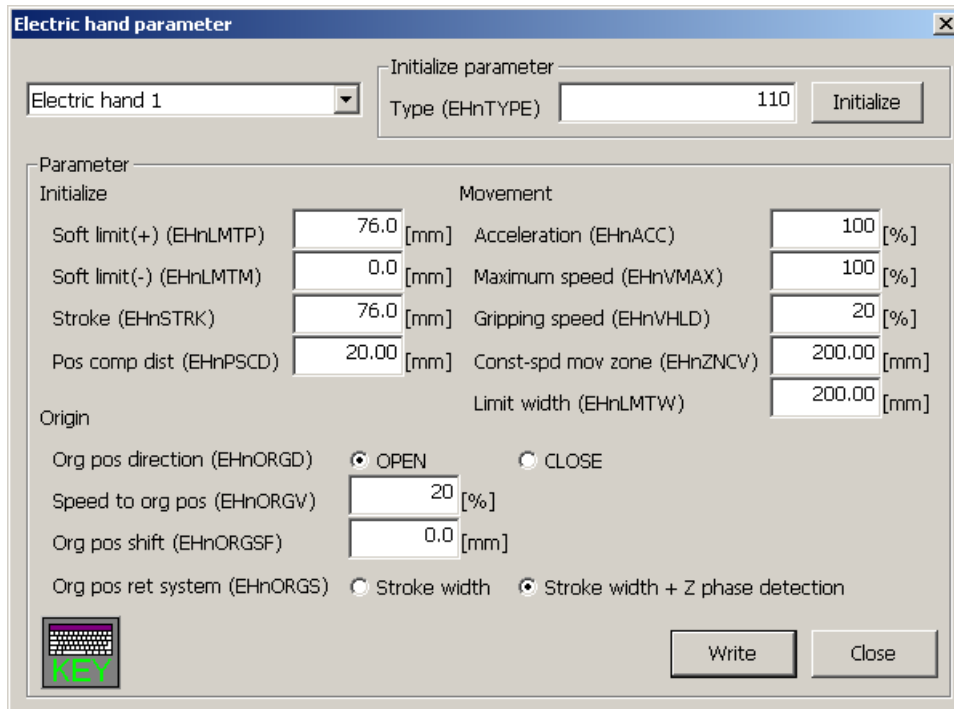 Electric hand parameter
Initialize parameter
Electric hand 1
Type (EHnTYPE) 110 Initialize
Parameter
Initialize Movement
Soft limit(+) (EHnLMTP) 76.0 [mm] Acceleration (EHnACC) 100 [%]
Soft limit(-) (EHnLMTM) 0.0 [mm] Maximum speed (EHnVMAX) 100 [%]
Stroke (EHnSTRK) 76.0 [mm] Gripping speed (EHnVHLD) 20 [%]
Pos comp dist (EHnPSCD) 20.00 [mm] Const-spd mov zone (EHnZNCV) 200.00 [mm]
Limit width (EHnLMTW) 200.00 [mm]
Origin
Org pos direction (EHnORGD) OPEN CLOSE
Speed to org pos (EHnORGV) 20 [%]
Org pos shift (EHnORGSF) 0.0 [mm]
Org pos ret system (EHnORGS) Stroke width Stroke width + Z phase detection
KEY
Write Close